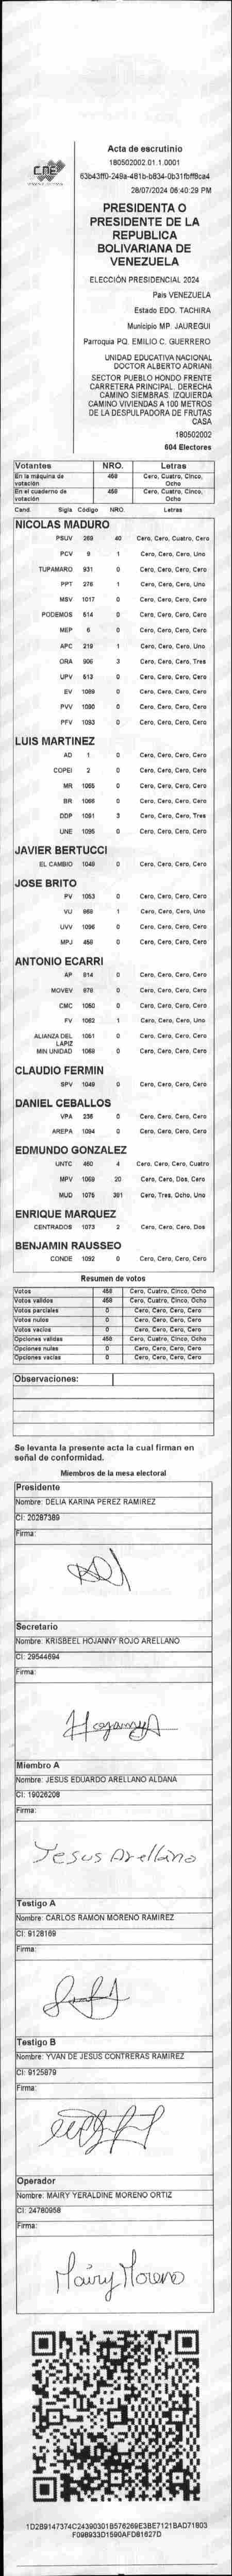 Acta de escrutinio
180502002.01.1.0001
63b43ff0-249a-481b-b834-0b31fbff8ca4
28/07/2024 06:40:29 PM
CNE
PRESIDENTA O
PRESIDENTE DE LA
REPUBLICA
BOLIVARIANA DE
VENEZUELA
ELECCIÓN PRESIDENCIAL 2024
Pais VENEZUELA
Estado EDO. TACHIRA
Municipio MP. JAUREGUI
Parroquia PQ. EMILIO C. GUERRERO
UNIDAD EDUCATIVA NACIONAL
DOCTOR ALBERTO ADRIANI
SECTOR PUEBLO HONDO FRENTE
CARRETERA PRINCIPAL. DERECHA
CAMINO SIEMBRAS. IZQUIERDA
CAMINO VIVIENDAS A 100 METROS
DE LA DESPULPADORA DE FRUTAS
CASA
180502002
604 Electores
Votantes NRO. Letras
En la máquina de votación 458 Cero, Cuatro, Cinco, Ocho
En el cuaderno de votación 458 Cero, Cuatro, Cinco, Ocho
Cand. Sigla Código NRO. Letras
NICOLAS MADURO
PSUV 269 40 Cero, Cero, Cuatro, Cero
PCV 9 1 Cero, Cero, Cero, Uno
TUPAMARO 931 0 Cero, Cero, Cero, Cero
PPT 276 1 Cero, Cero, Cero, Uno
MSV 1017 0 Cero, Cero, Cero, Cero
PODEMOS 514 0 Cero, Cero, Cero, Cero
MEP 6 0 Cero, Cero, Cero, Cero
APC 219 1 Cero, Cero, Cero, Uno
ORA 906 3 Cero, Cero, Cero, Tres
UPV 613 0 Cero, Cero, Cero, Cero
EV 1089 0 Cero, Cero, Cero, Cero
PVV 1090 0 Cero, Cero, Cero, Cero
PFV 1093 0 Cero, Cero, Cero, Cero
LUIS MARTINEZ
AD 1 0 Cero, Cero, Cero, Cero
COPEI 2 0 Cero, Cero, Cero, Cero
MR 1065 0 Cero, Cero, Cero, Cero
BR 1066 0 Cero, Cero, Cero, Cero
DDP 1091 3 Cero, Cero, Cero, Tres
UNE 1095 0 Cero, Cero, Cero, Cero
JAVIER BERTUCCI
EL CAMBIO 1049 0 Cero, Cero, Cero, Cero
JOSE BRITO
PV 1053 0 Cero, Cero, Cero, Cero
VU 969 1 Cero, Cero, Cero, Uno
UVV 1096 0 Cero, Cero, Cero, Cero
MPJ 458 0 Cero, Cero, Cero, Cero
ANTONIO ECARRI
AP 914 0 Cero, Cero, Cero, Cero
MOVEV 978 0 Cero, Cero, Cero, Cero
CMC 1050 0 Cero, Cero, Cero, Cero
FV 1062 1 Cero, Cero, Cero, Uno
ALIANZA DEL LAPIZ 1061 0 Cero, Cero, Cero, Cero
MIN UNIDAD 1069 0 Cero, Cero, Cero, Cero
CLAUDIO FERMIN
SPV 1048 0 Cero, Cero, Cero, Cero
DANIEL CEBALLOS
VPA 236 0 Cero, Cero, Cero, Cero
AREPA 1094 0 Cero, Cero, Cero, Cero
EDMUNDO GONZALEZ
UNTC 460 4 Cero, Cero, Cero, Cuatro
MPV 1069 20 Cero, Cero, Dos, Cero
MUD 1075 381 Cero, Tres, Ocho, Uno
ENRIQUE MARQUEZ
CENTRADOS 1073 2 Cero, Cero, Cero, Dos
BENJAMIN RAUSSEO
CONDE 1092 0 Cero, Cero, Cero, Cero
Resumen de votos
Votos 458 Cero, Cuatro, Cinco, Ocho
Votos validos 458 Cero, Cuatro, Cinco, Ocho
Votos parciales 0 Cero, Cero, Cero, Cero
Votos nulos 0 Cero, Cero, Cero, Cero
Votos vacios 0 Cero, Cero, Cero, Cero
Opciones validas 458 Cero, Cuatro, Cinco, Ocho
Opciones nulas 0 Cero, Cero, Cero, Cero
Opciones vacias 0 Cero, Cero, Cero, Cero
Observaciones:
Se levanta la presente acta la cual firman en
señal de conformidad.
Miembros de la mesa electoral
Presidente
Nombre: DELIA KARINA PEREZ RAMIREZ
CI: 20287389
Firma:
Secretario
Nombre: KRISBEEL HOJANNY ROJO ARELLANO
CI: 29544694
Firma:
Hojanny
Miembro A
Nombre: JESUS EDUARDO ARELLANO ALDANA
CI: 19026208
Firma:
Jesus Arellano
Testigo A
Nombre: CARLOS RAMON MORENO RAMIREZ
CI: 9128169
Firma:
Testigo B
Nombre: YVAN DE JESUS CONTRERAS RAMIREZ
CI: 9125879
Firma:
Operador
Nombre: MAIRY YERALDINE MORENO ORTIZ
CI: 24780958
Firma:
Mairy Moreno
1D2B9147374C24390301B576269E3BE7121BAD71803
F098933D1590AFD81627D